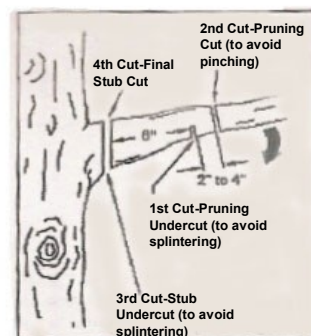 2nd Cut-Pruning
Cut (to avoid
pinching)
4th Cut-Final
Stub Cut
6"
2" to 4"
1st Cut-Pruning
Undercut (to avoid
splintering)
3rd Cut-Stub
Undercut (to avoid
splintering)